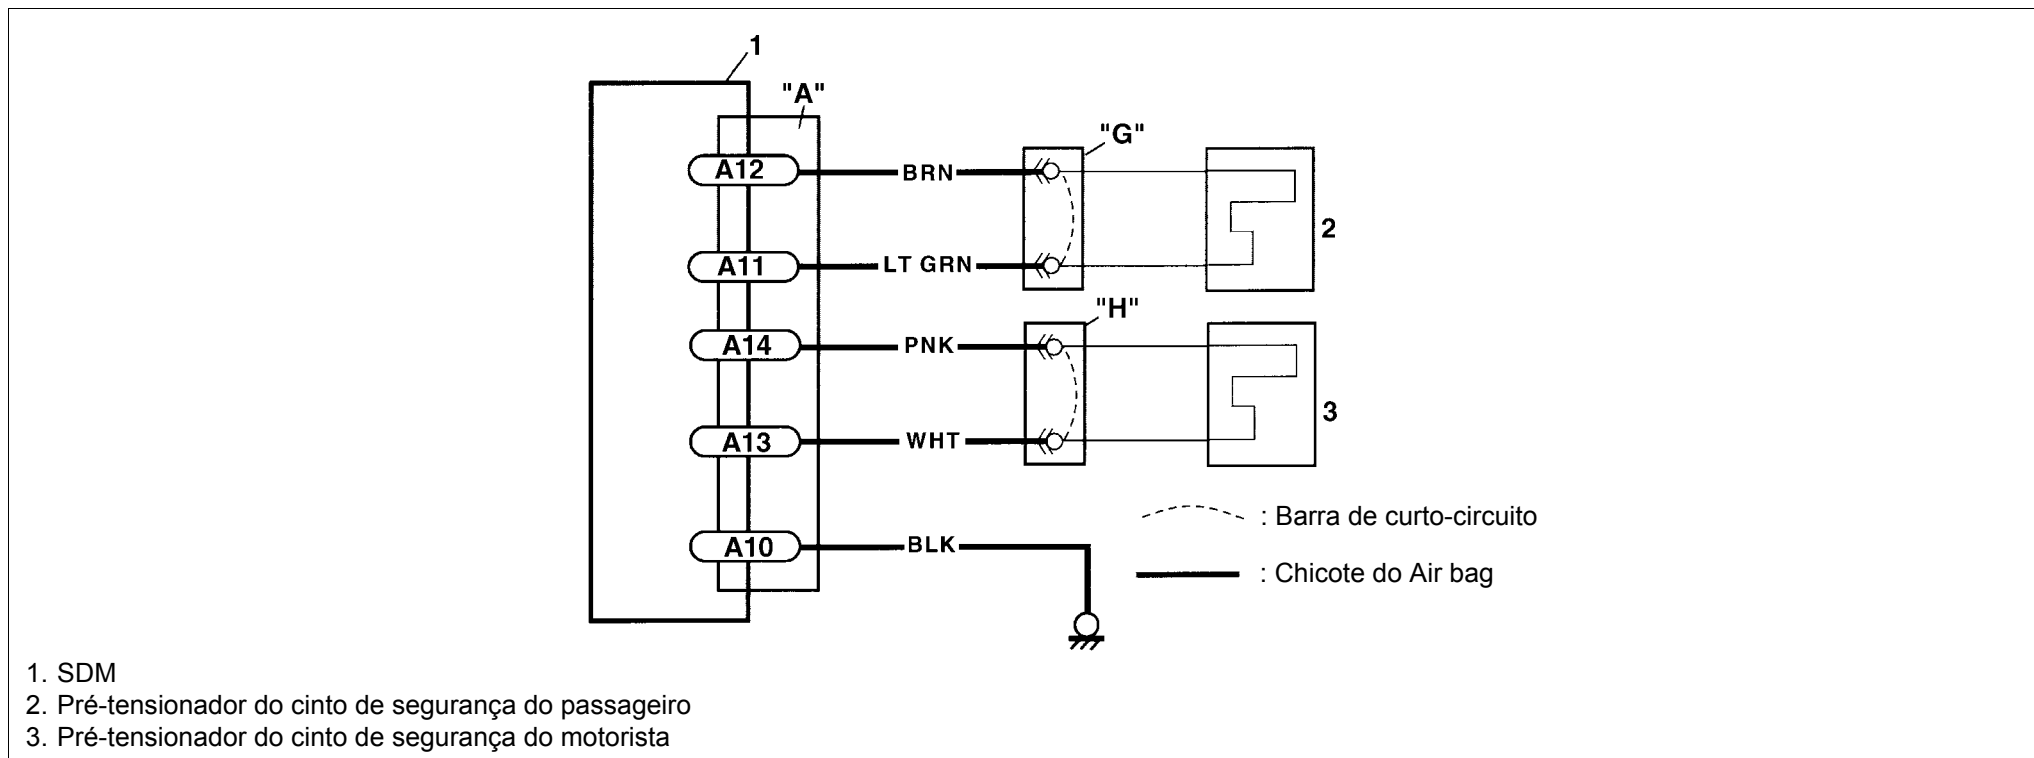 1
"A"
"G"
A12
BRN
2
A11
LT GRN
"H"
A14
PNK
3
A13
WHT
: Barra de curto-circuito
A10
BLK
: Chicote do Air bag
1. SDM
2. Pré-tensionador do cinto de segurança do passageiro
3. Pré-tensionador do cinto de segurança do motorista